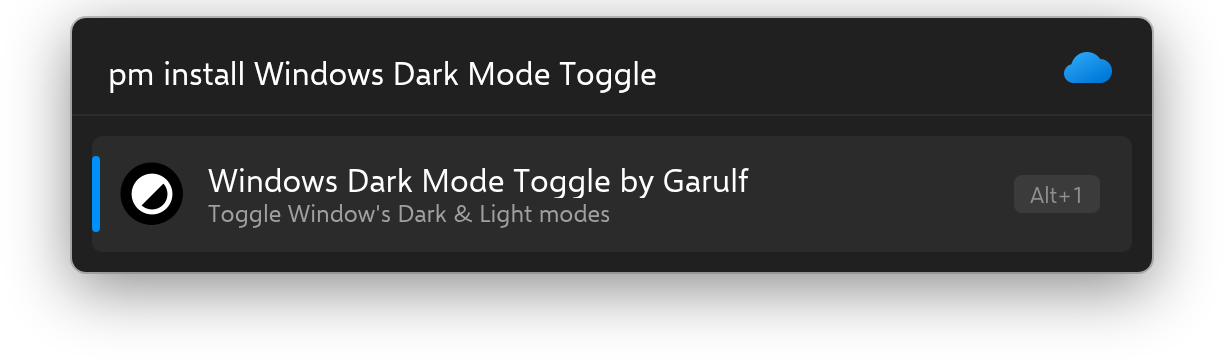 pm install Windows Dark Mode Toggle
Windows Dark Mode Toggle by Garulf
Alt+1
Toggle Window's Dark & Light modes